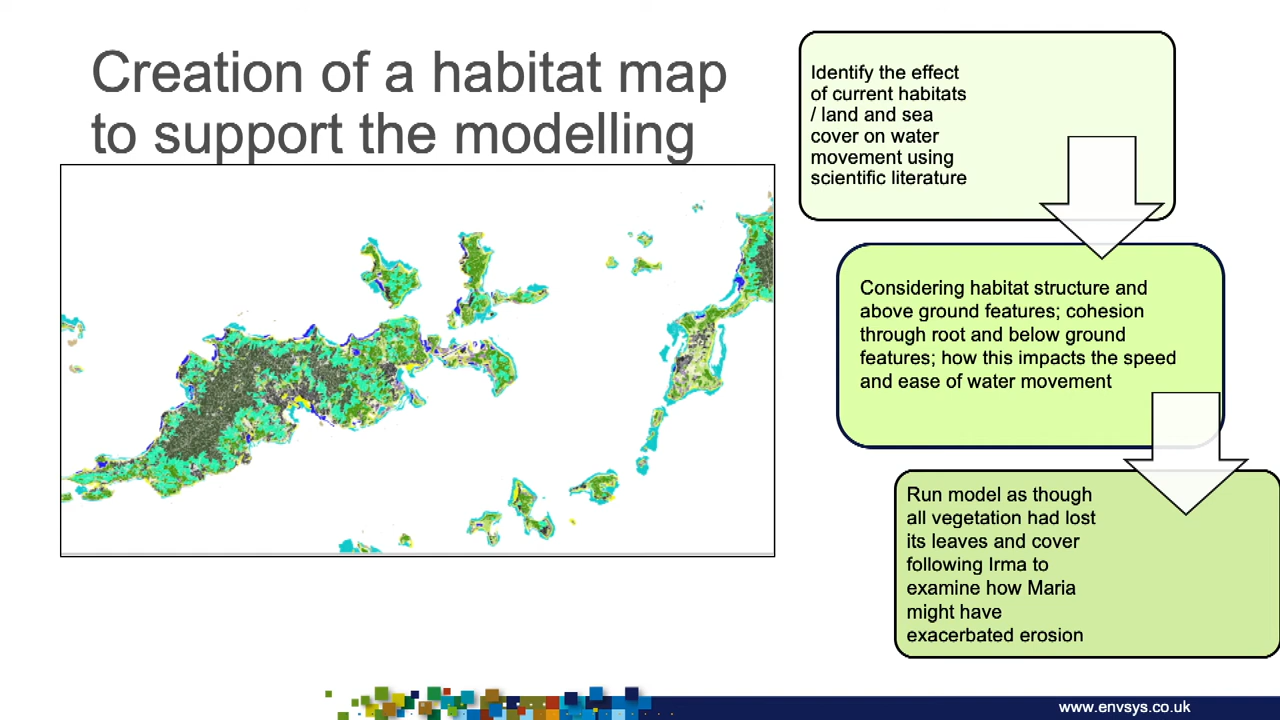 Creation of a habitat map
to support the modelling
Identify the effect
of current habitats
/ land and sea
cover on water
movement using
scientific literature
Considering habitat structure and
above ground features; cohesion
through root and below ground
features; how this impacts the speed
and ease of water movement
Run model as though
all vegetation had lost
its leaves and cover
following Irma to
examine how Maria
might have
exacerbated erosion
www.envsys.co.uk